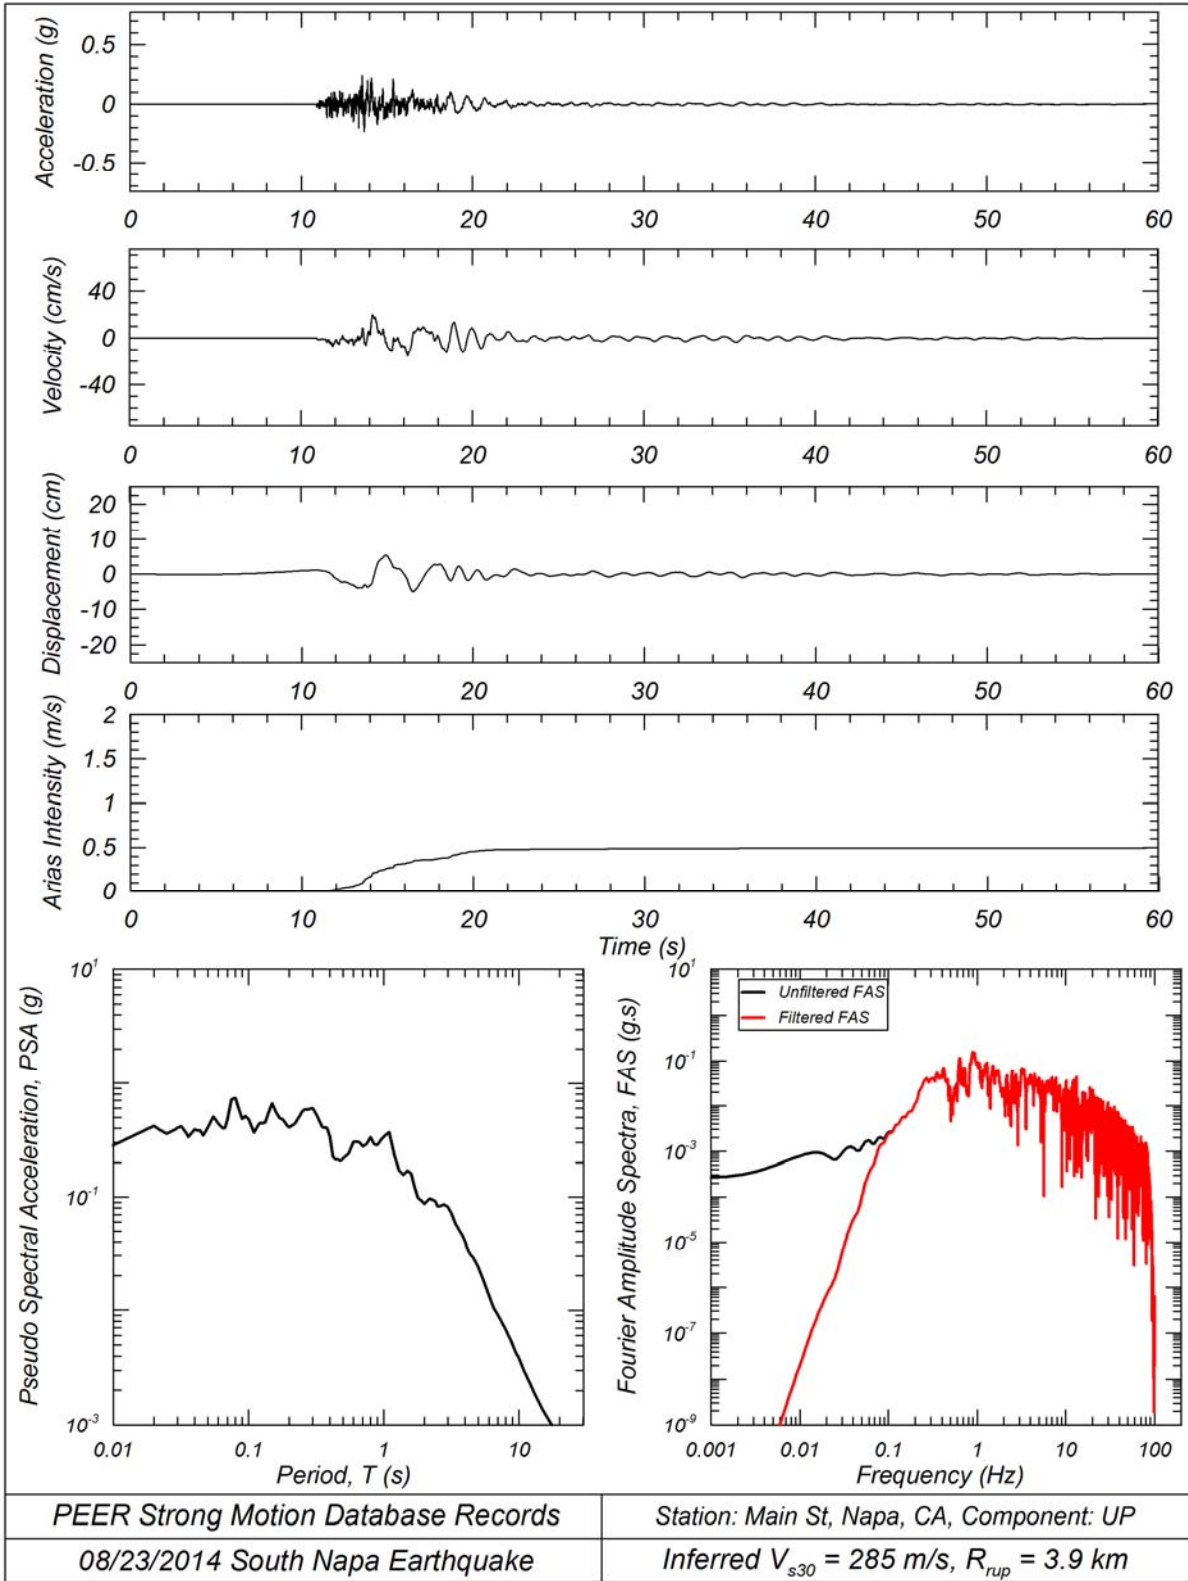 Acceleration (g)
0.5
0
-0.5
0 10 20 30 40 50 60
Velocity (cm/s)
40
0
-40
0 10 20 30 40 50 60
Displacement (cm)
20
10
0
-10
-20
0 10 20 30 40 50 60
Arias Intensity (m/s)
2
1.5
1
0.5
0
0 10 20 30 40 50 60
Time (s)
Pseudo Spectral Acceleration, PSA (g)
10¹
10⁻¹
10⁻³
0.01 0.1 1 10
Period, T (s)
Fourier Amplitude Spectra, FAS (g.s)
10¹
10⁻¹
10⁻³
10⁻⁵
10⁻⁷
10⁻⁹
Unfiltered FAS
Filtered FAS
0.001 0.01 0.1 1 10 100
Frequency (Hz)
PEER Strong Motion Database Records
Station: Main St, Napa, CA, Component: UP
08/23/2014 South Napa Earthquake
Inferred Vs30 = 285 m/s, Rrup = 3.9 km